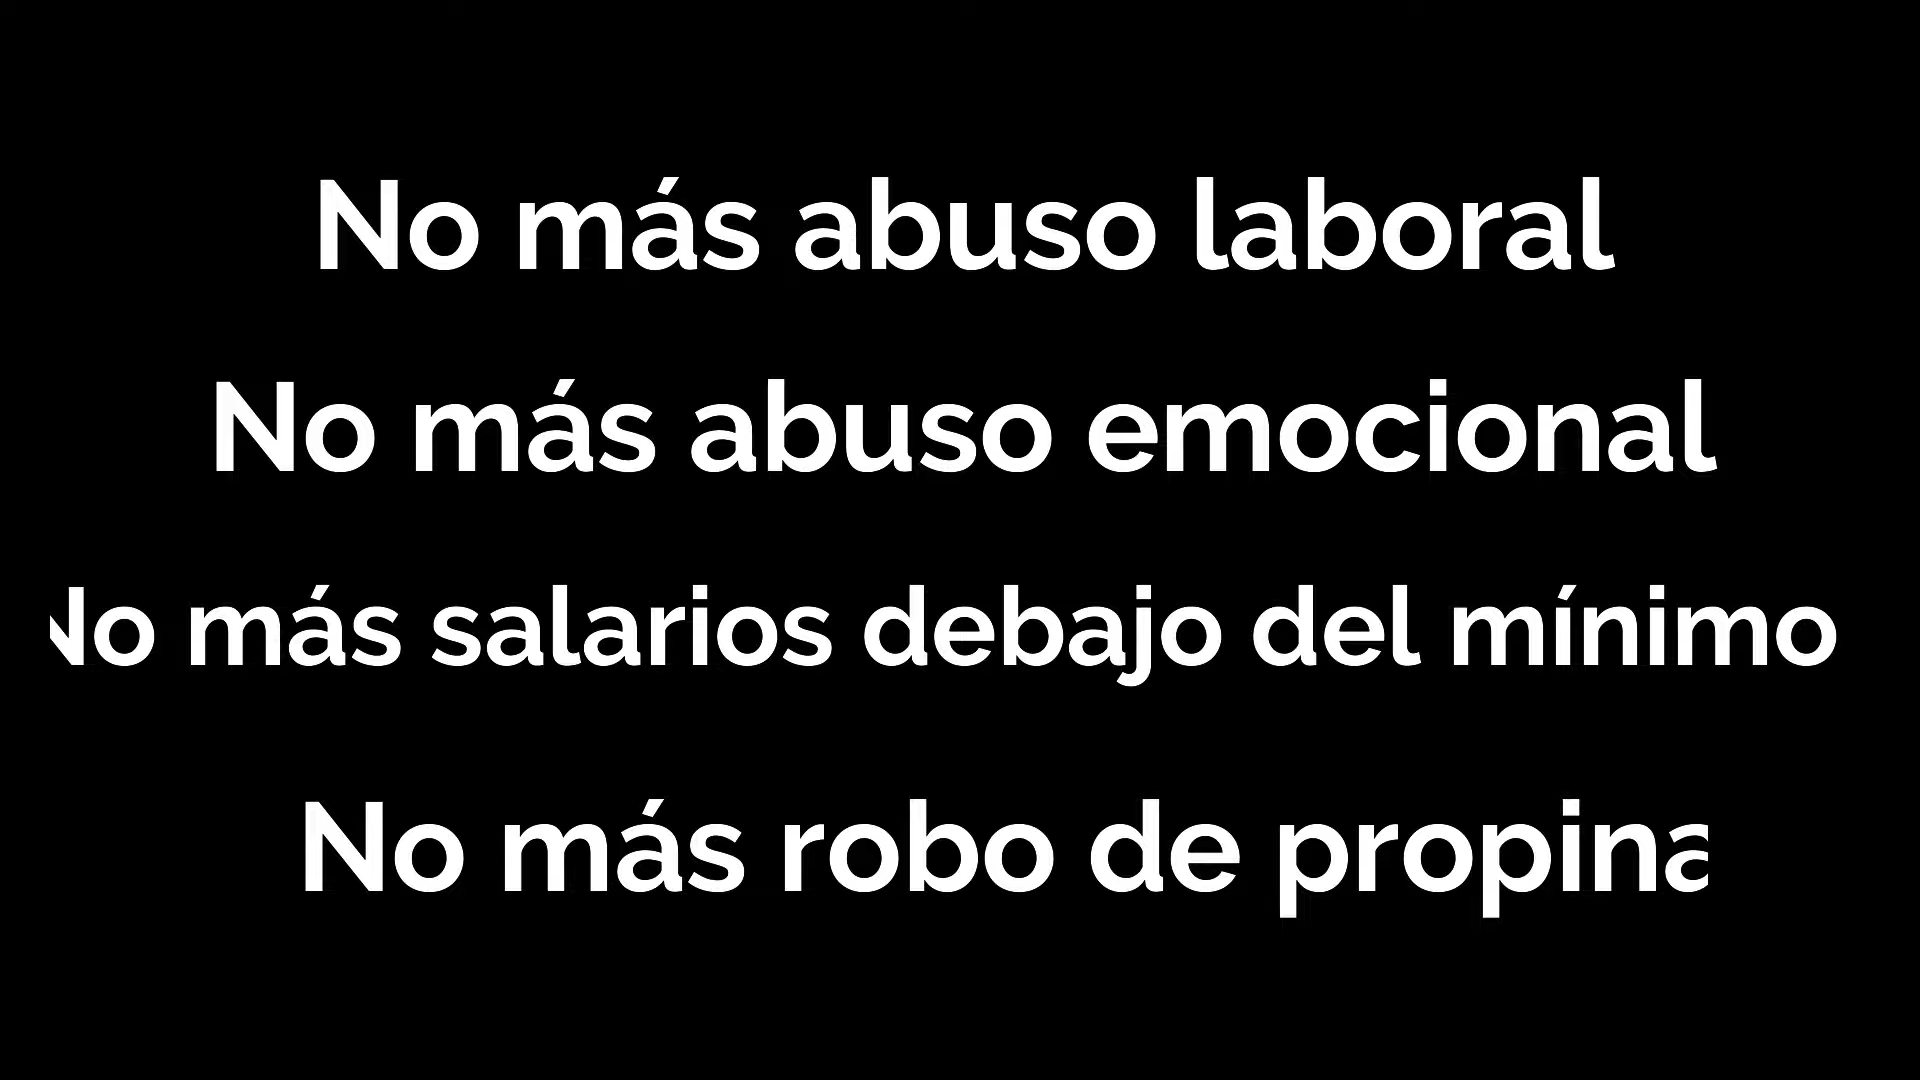 No más abuso laboral
No más abuso emocional
No más salarios debajo del mínimo
No más robo de propina